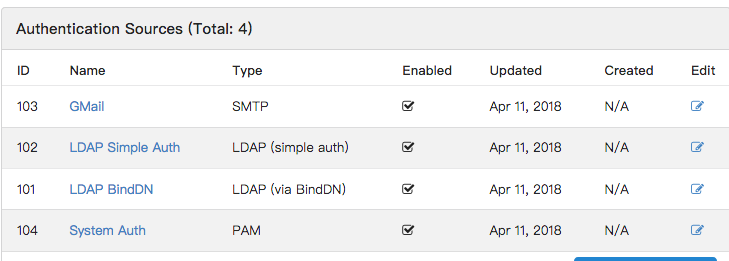 Authentication Sources (Total: 4)
ID Name Type Enabled Updated Created Edit
103 GMail SMTP Apr 11, 2018 N/A
102 LDAP Simple Auth LDAP (simple auth) Apr 11, 2018 N/A
101 LDAP BindDN LDAP (via BindDN) Apr 11, 2018 N/A
104 System Auth PAM Apr 11, 2018 N/A